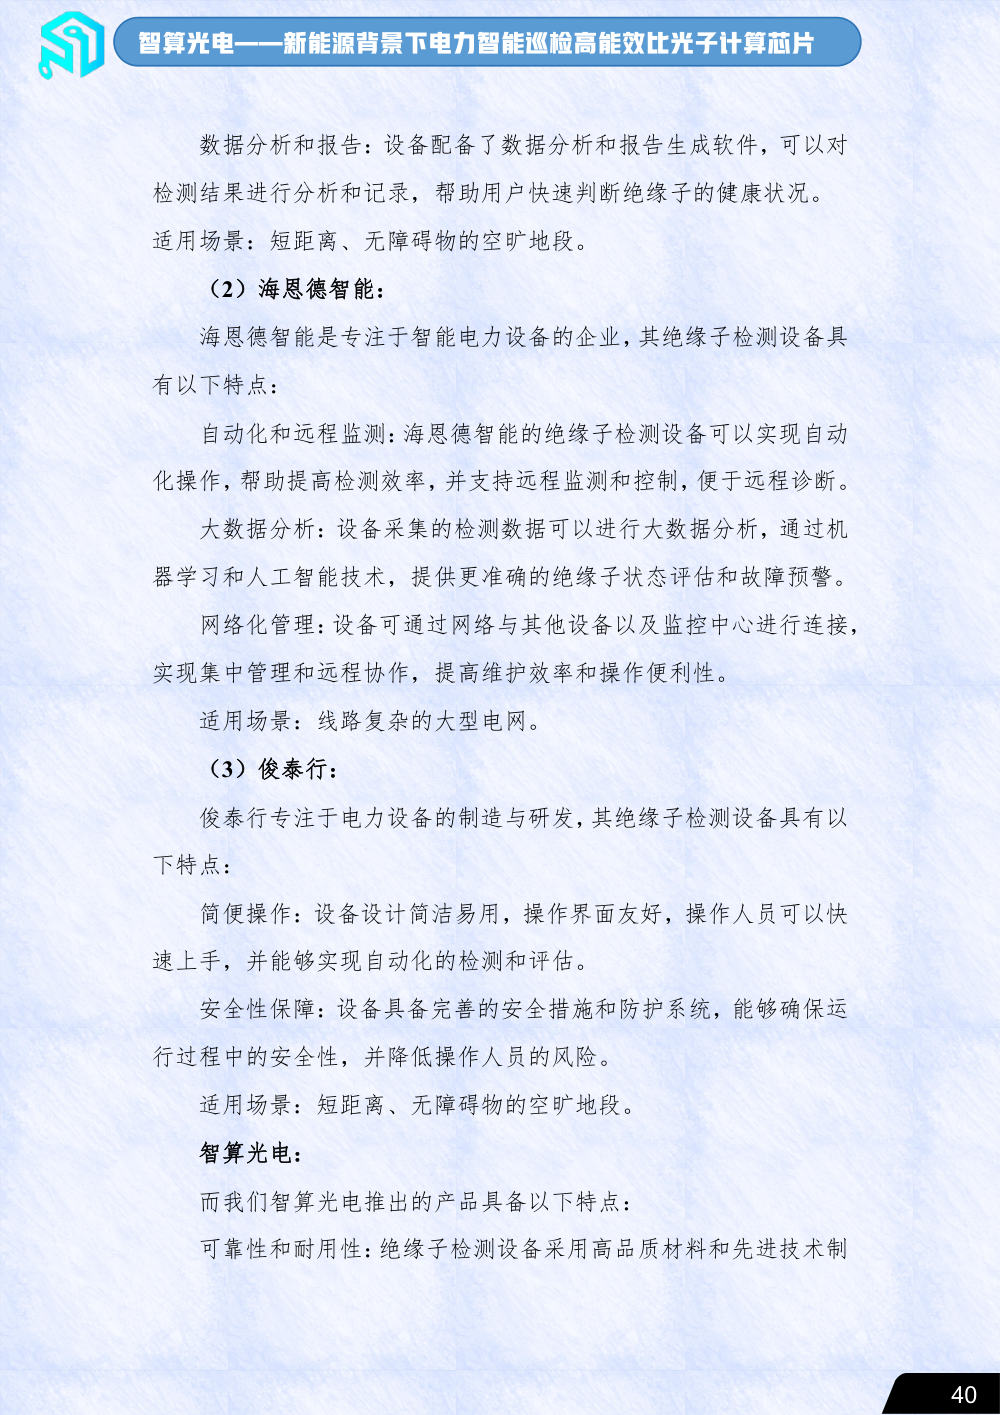 智算光电——新能源背景下电力智能巡检高能效比光子计算芯片
数据分析和报告：设备配备了数据分析和报告生成软件，可以对
检测结果进行分析和记录，帮助用户快速判断绝缘子的健康状况。
适用场景：短距离、无障碍物的空旷地段。
（2）海恩德智能：
海恩德智能是专注于智能电力设备的企业，其绝缘子检测设备具
有以下特点：
自动化和远程监测：海恩德智能的绝缘子检测设备可以实现自动
化操作，帮助提高检测效率，并支持远程监测和控制，便于远程诊断。
大数据分析：设备采集的检测数据可以进行大数据分析，通过机
器学习和人工智能技术，提供更准确的绝缘子状态评估和故障预警。
网络化管理：设备可通过网络与其他设备以及监控中心进行连接，
实现集中管理和远程协作，提高维护效率和操作便利性。
适用场景：线路复杂的大型电网。
（3）俊泰行：
俊泰行专注于电力设备的制造与研发，其绝缘子检测设备具有以
下特点：
简便操作：设备设计简洁易用，操作界面友好，操作人员可以快
速上手，并能够实现自动化的检测和评估。
安全性保障：设备具备完善的安全措施和防护系统，能够确保运
行过程中的安全性，并降低操作人员的风险。
适用场景：短距离、无障碍物的空旷地段。
智算光电：
而我们智算光电推出的产品具备以下特点：
可靠性和耐用性：绝缘子检测设备采用高品质材料和先进技术制
40